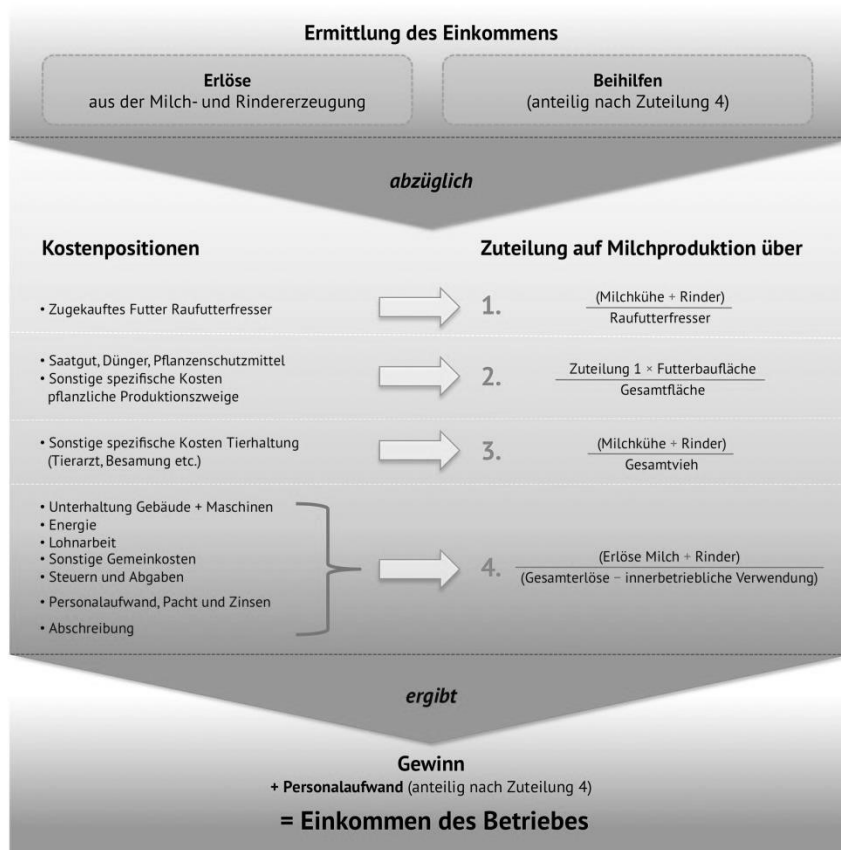 Ermittlung des Einkommens
Erlöse
aus der Milch- und Rindererzeugung
Beihilfen
(anteilig nach Zuteilung 4)
abzüglich
Kostenpositionen
Zuteilung auf Milchproduktion über
• Zugekauftes Futter Raufutterfresser
1.
(Milchkühe + Rinder)
Raufutterfresser
• Saatgut, Dünger, Pflanzenschutzmittel
• Sonstige spezifische Kosten
pflanzliche Produktionszweige
2.
Zuteilung 1 × Futterbaufläche
Gesamtfläche
• Sonstige spezifische Kosten Tierhaltung
(Tierarzt, Besamung etc.)
3.
(Milchkühe + Rinder)
Gesamtvieh
• Unterhaltung Gebäude + Maschinen
• Energie
• Lohnarbeit
• Sonstige Gemeinkosten
• Steuern und Abgaben
• Personalaufwand, Pacht und Zinsen
• Abschreibung
4.
(Erlöse Milch + Rinder)
(Gesamterlöse − innerbetriebliche Verwendung)
ergibt
Gewinn
+ Personalaufwand (anteilig nach Zuteilung 4)
= Einkommen des Betriebes